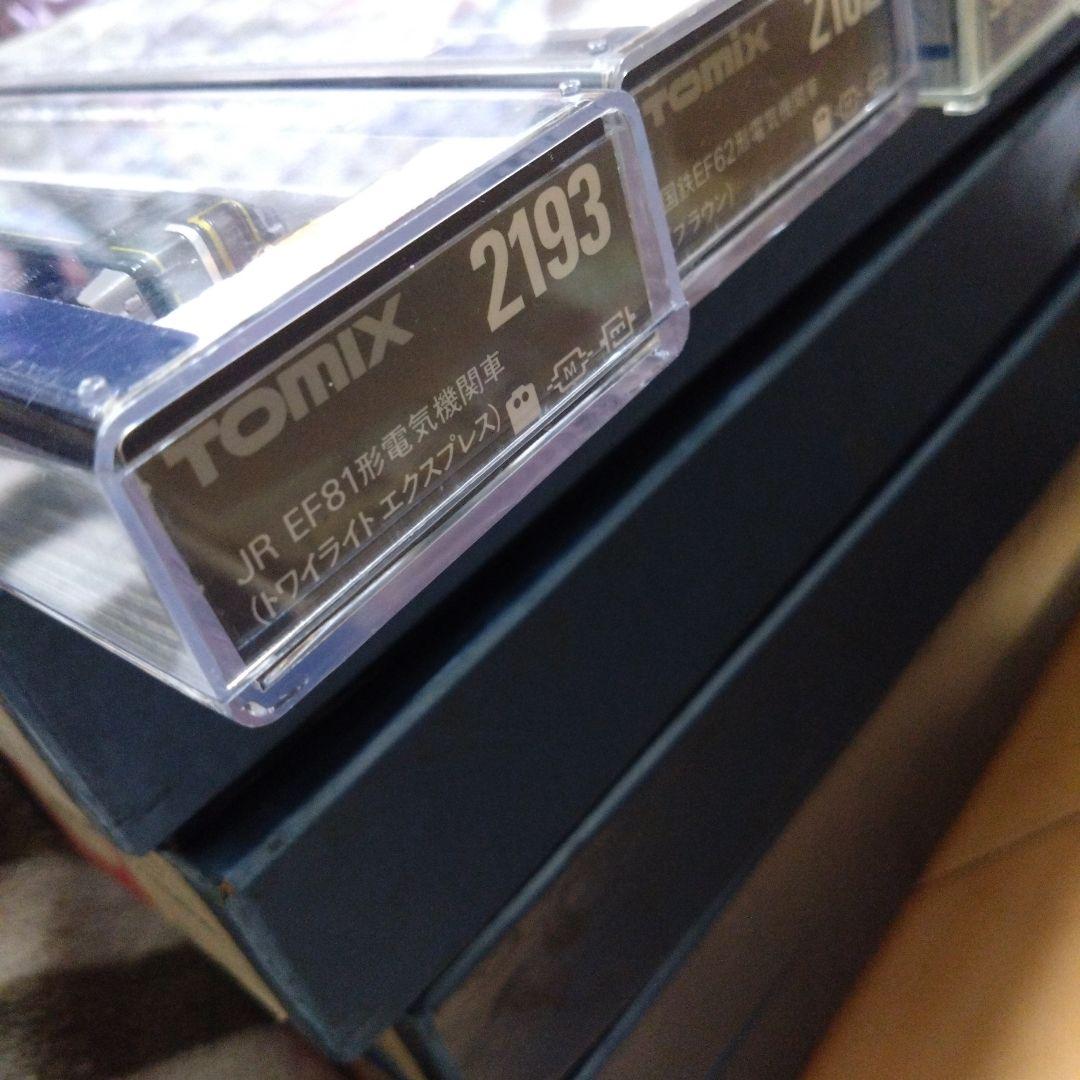 TOMIX 2193
JR EF81形電気機関車
(トワイライトエクスプレス)
M E
TOMIX
国鉄EF62形電気機関車
ブラウン)